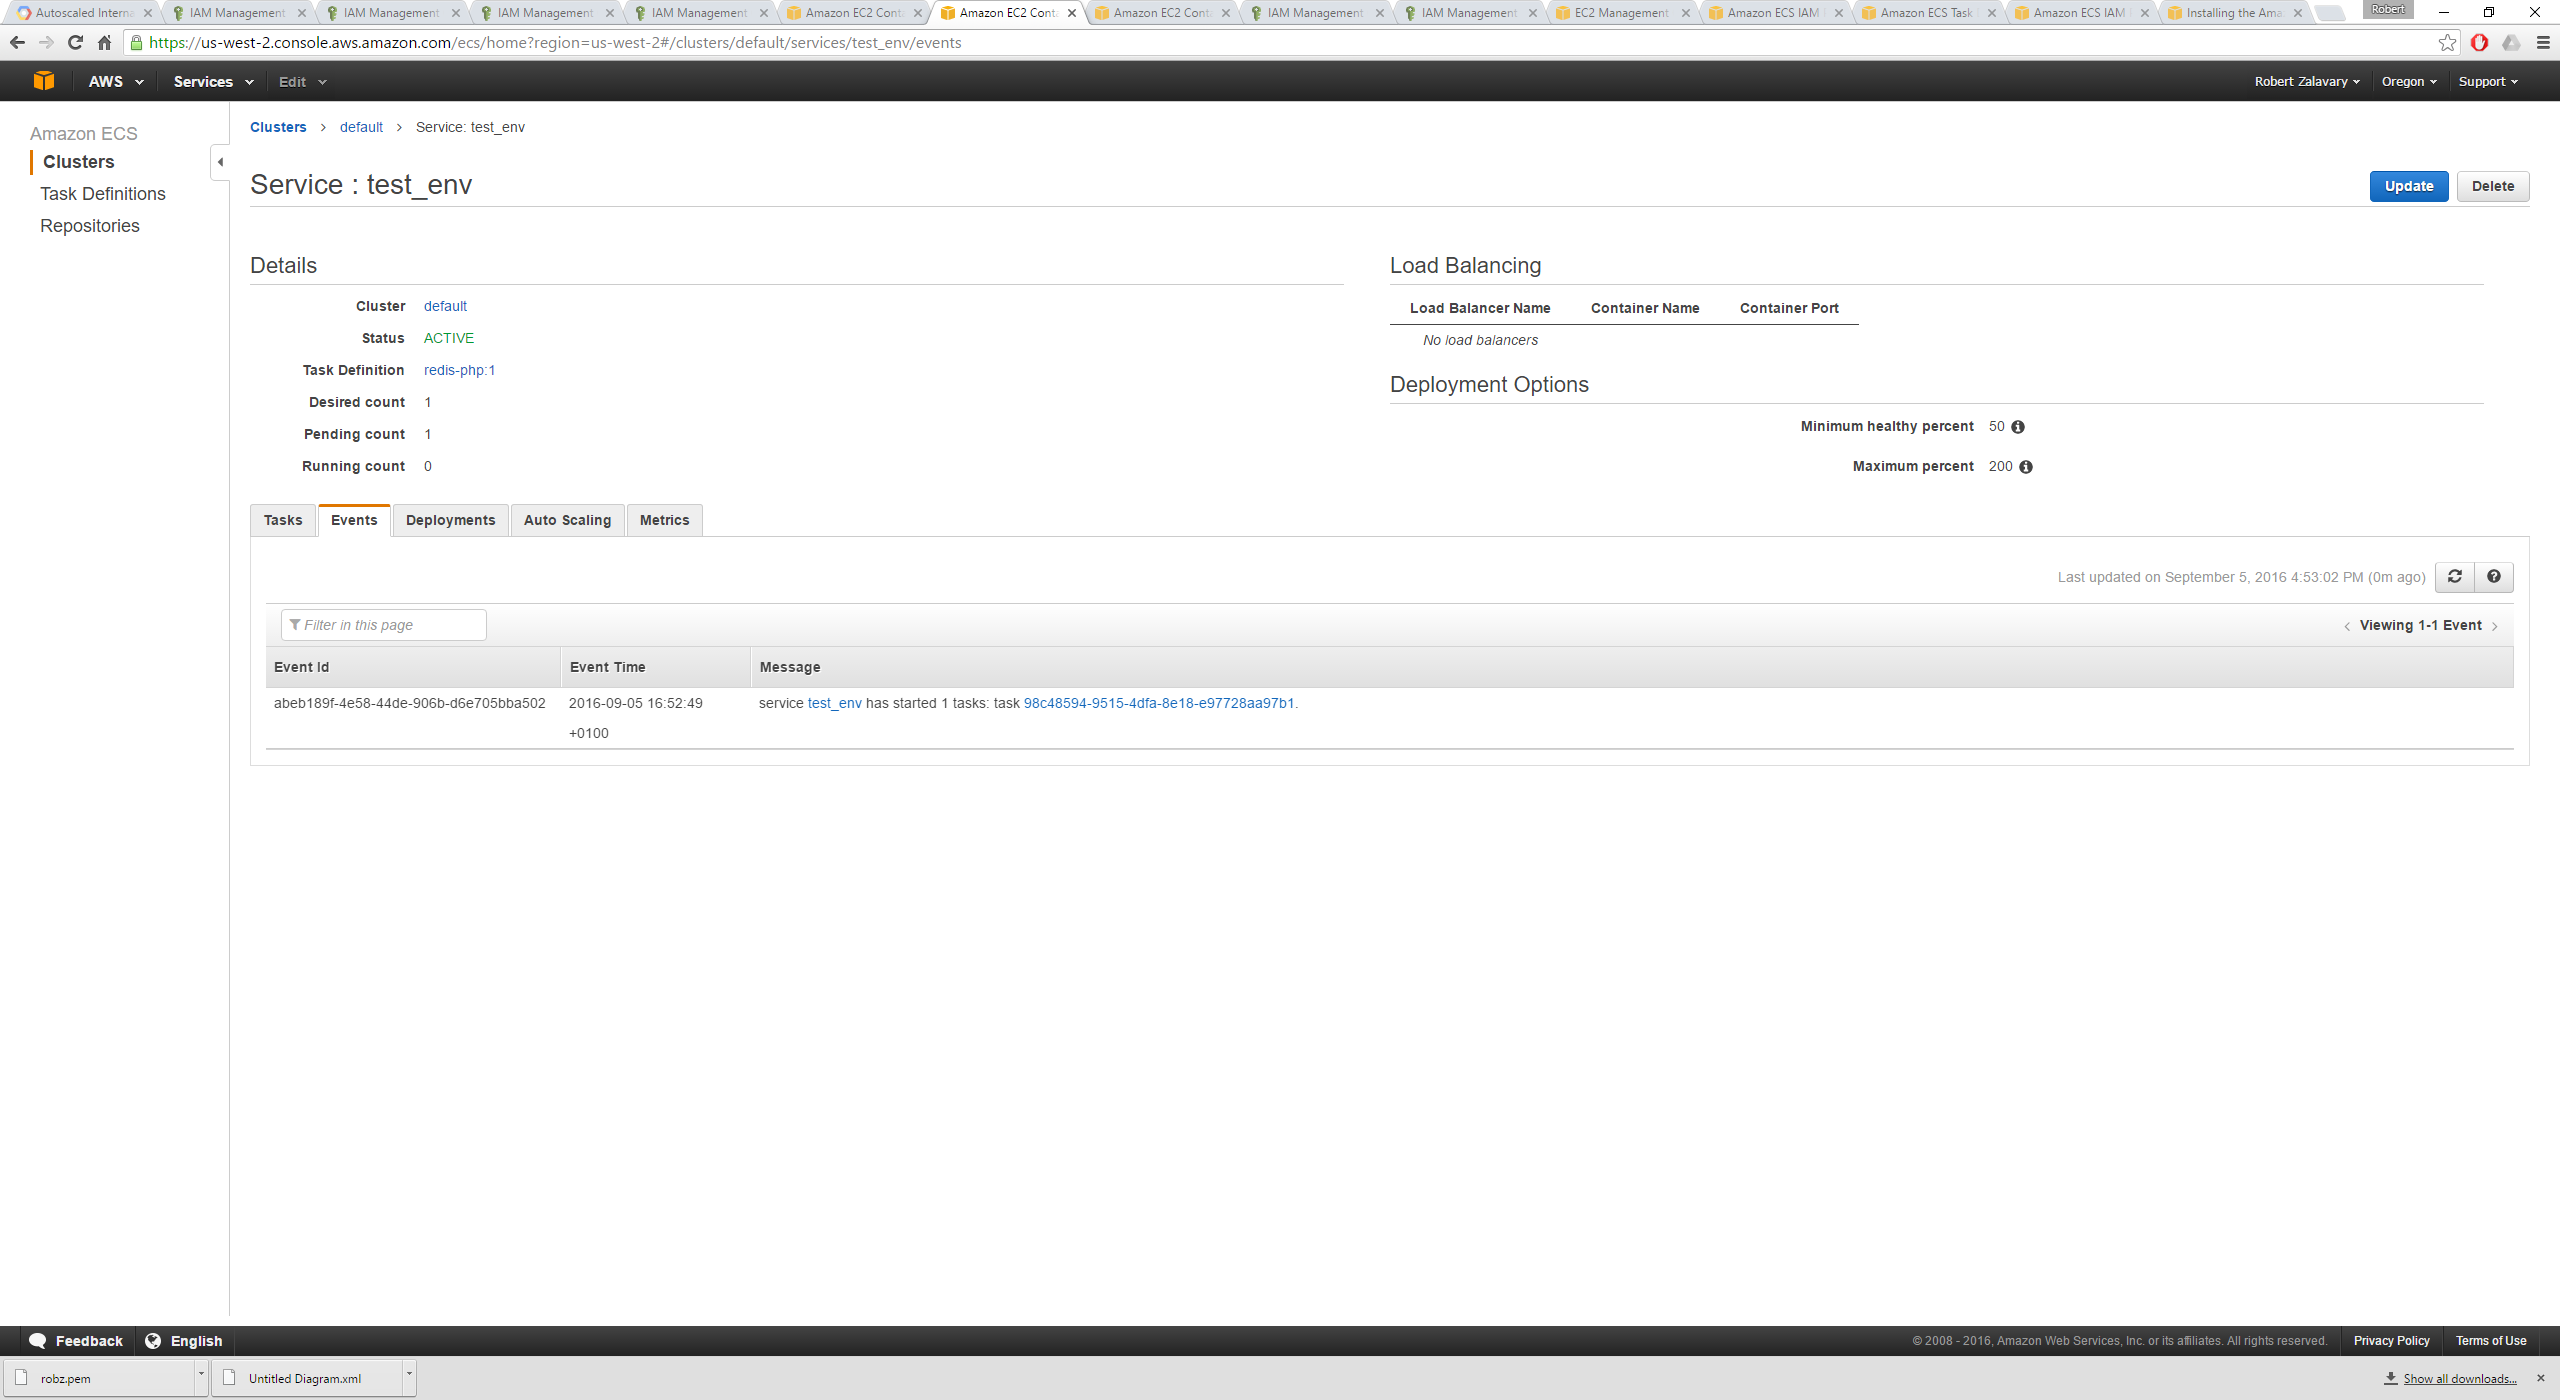 Autoscaled Interna
IAM Management
IAM Management
IAM Management
IAM Management
Amazon EC2 Conta
Amazon EC2 Conta
Amazon EC2 Conta
IAM Management
IAM Management
EC2 Management
Amazon ECS IAM
Amazon ECS Task
Amazon ECS IAM
Installing the Ama
Robert
https://us-west-2.console.aws.amazon.com/ecs/home?region=us-west-2#/clusters/default/services/test_env/events
AWS Services Edit Robert Zalavary Oregon Support
Amazon ECS
Clusters
Task Definitions
Repositories
Clusters > default > Service: test_env
Service : test_env
Update Delete
Details
Cluster default
Status ACTIVE
Task Definition redis-php:1
Desired count 1
Pending count 1
Running count 0
Load Balancing
Load Balancer Name Container Name Container Port
No load balancers
Deployment Options
Minimum healthy percent 50
Maximum percent 200
Tasks Events Deployments Auto Scaling Metrics
Last updated on September 5, 2016 4:53:02 PM (0m ago)
Filter in this page
< Viewing 1-1 Event >
Event Id Event Time Message
abeb189f-4e58-44de-906b-d6e705bba502 2016-09-05 16:52:49 service test_env has started 1 tasks: task 98c48594-9515-4dfa-8e18-e97728aa97b1.
+0100
Feedback English
© 2008 - 2016, Amazon Web Services, Inc. or its affiliates. All rights reserved. Privacy Policy Terms of Use
robz.pem
Untitled Diagram.xml
Show all downloads...